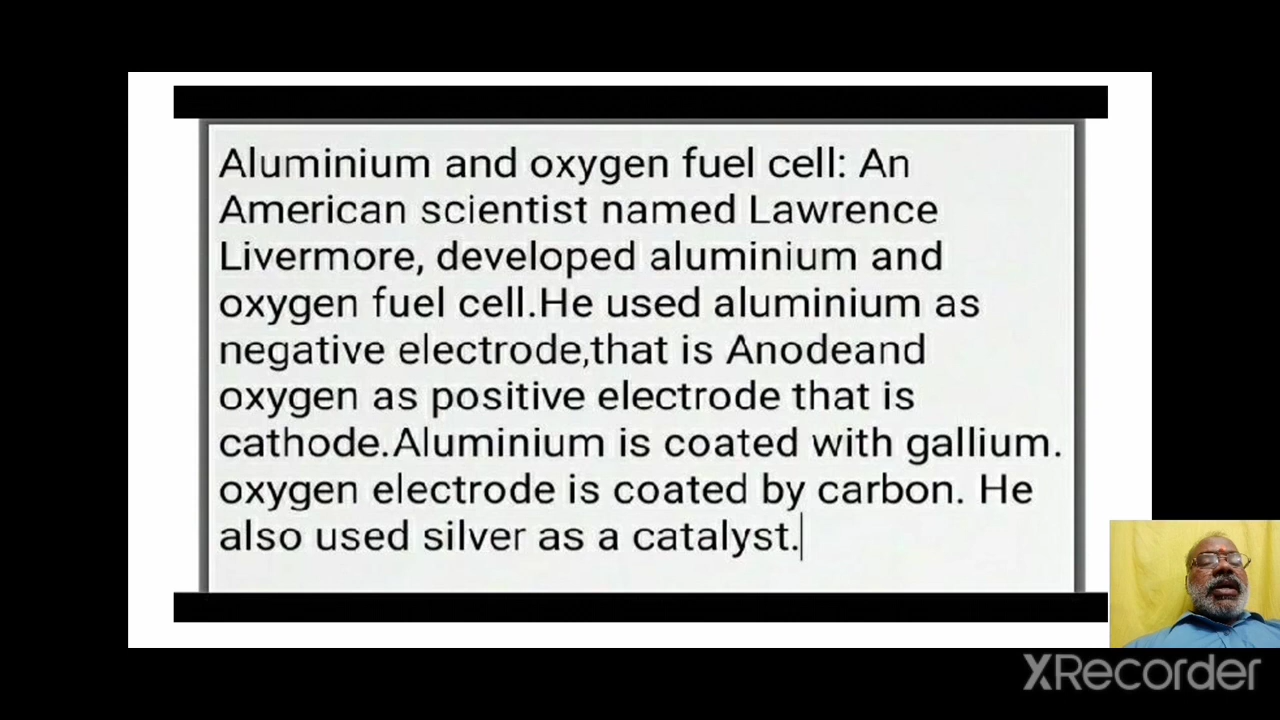 Aluminium and oxygen fuel cell: An
American scientist named Lawrence
Livermore, developed aluminium and
oxygen fuel cell.He used aluminium as
negative electrode,that is Anodeand
oxygen as positive electrode that is
cathode.Aluminium is coated with gallium.
oxygen electrode is coated by carbon. He
also used silver as a catalyst.
XRecorder